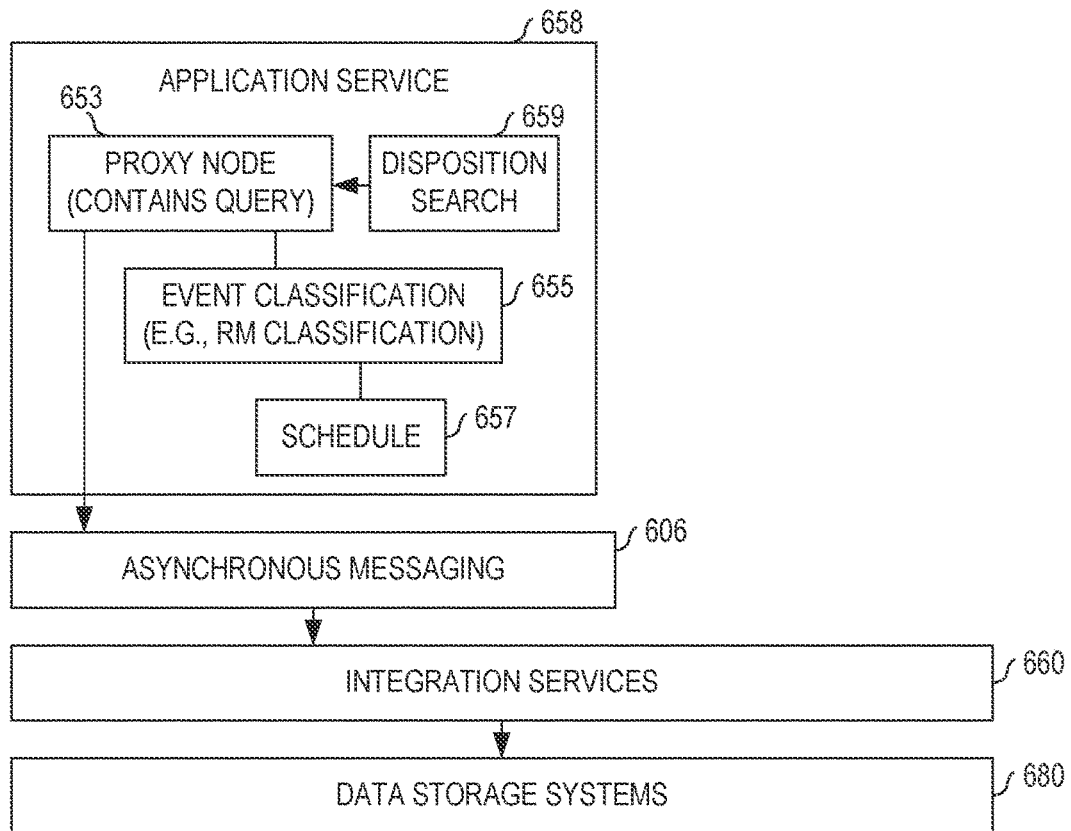 658
APPLICATION SERVICE
653
659
PROXY NODE
(CONTAINS QUERY)
DISPOSITION
SEARCH
EVENT CLASSIFICATION
(E.G., RM CLASSIFICATION)
655
SCHEDULE
657
606
ASYNCHRONOUS MESSAGING
INTEGRATION SERVICES
660
DATA STORAGE SYSTEMS
680